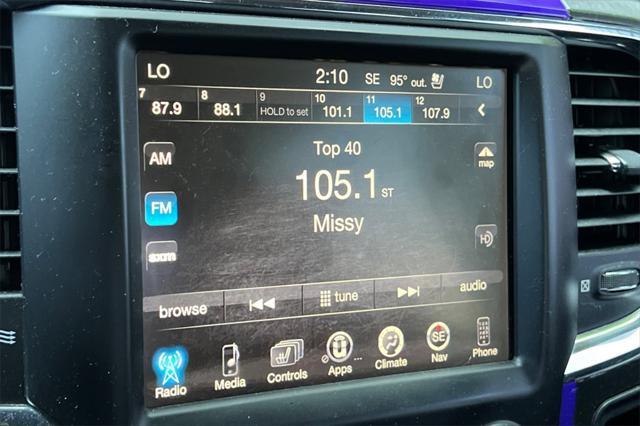 LO 2:10 SE 95° out. LO
7 8 9 10 11 12
87.9 88.1 HOLD to set 101.1 105.1 107.9
AM Top 40 map
105.1 ST
FM Missy
HD
sxm
browse tune audio
Radio Media Controls Apps Climate SE Nav Phone